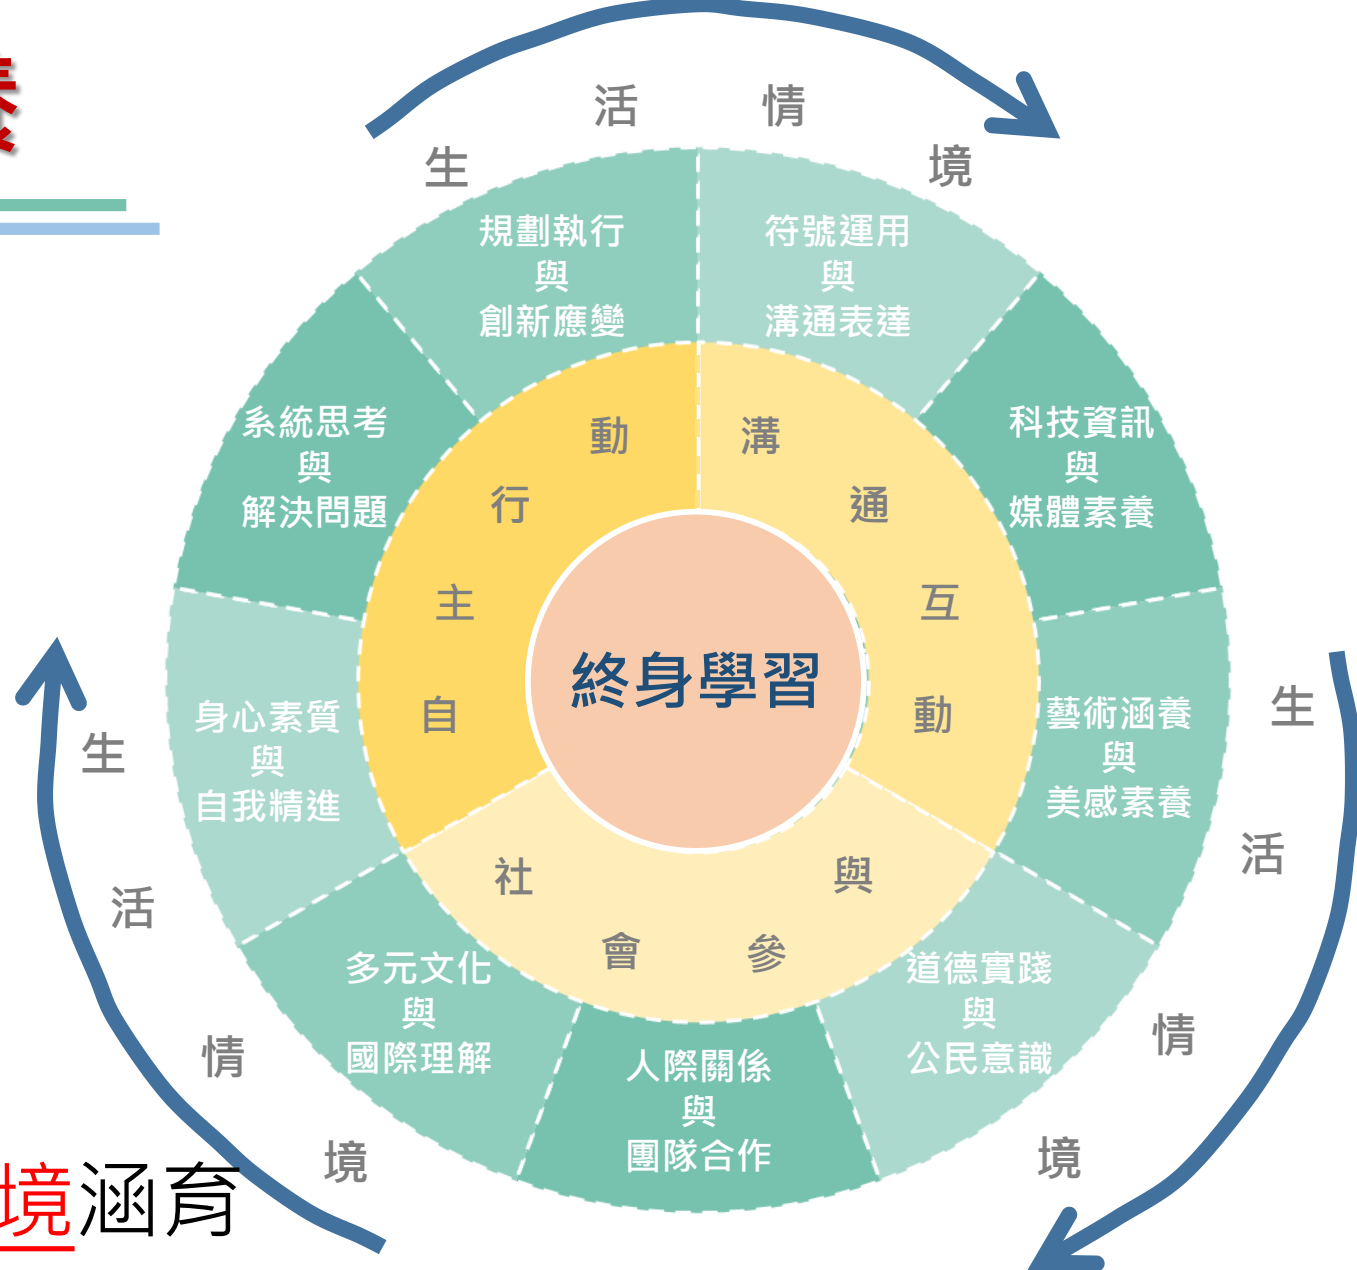 生活情境
規劃執行
與
創新應變
符號運用
與
溝通表達
系統思考
與
解決問題
科技資訊
與
媒體素養
自主行動
溝通互動
終身學習
身心素質
與
自我精進
藝術涵養
與
美感素養
生活情境
生活情境
社會參與
多元文化
與
國際理解
人際關係
與
團隊合作
道德實踐
與
公民意識
境涵育